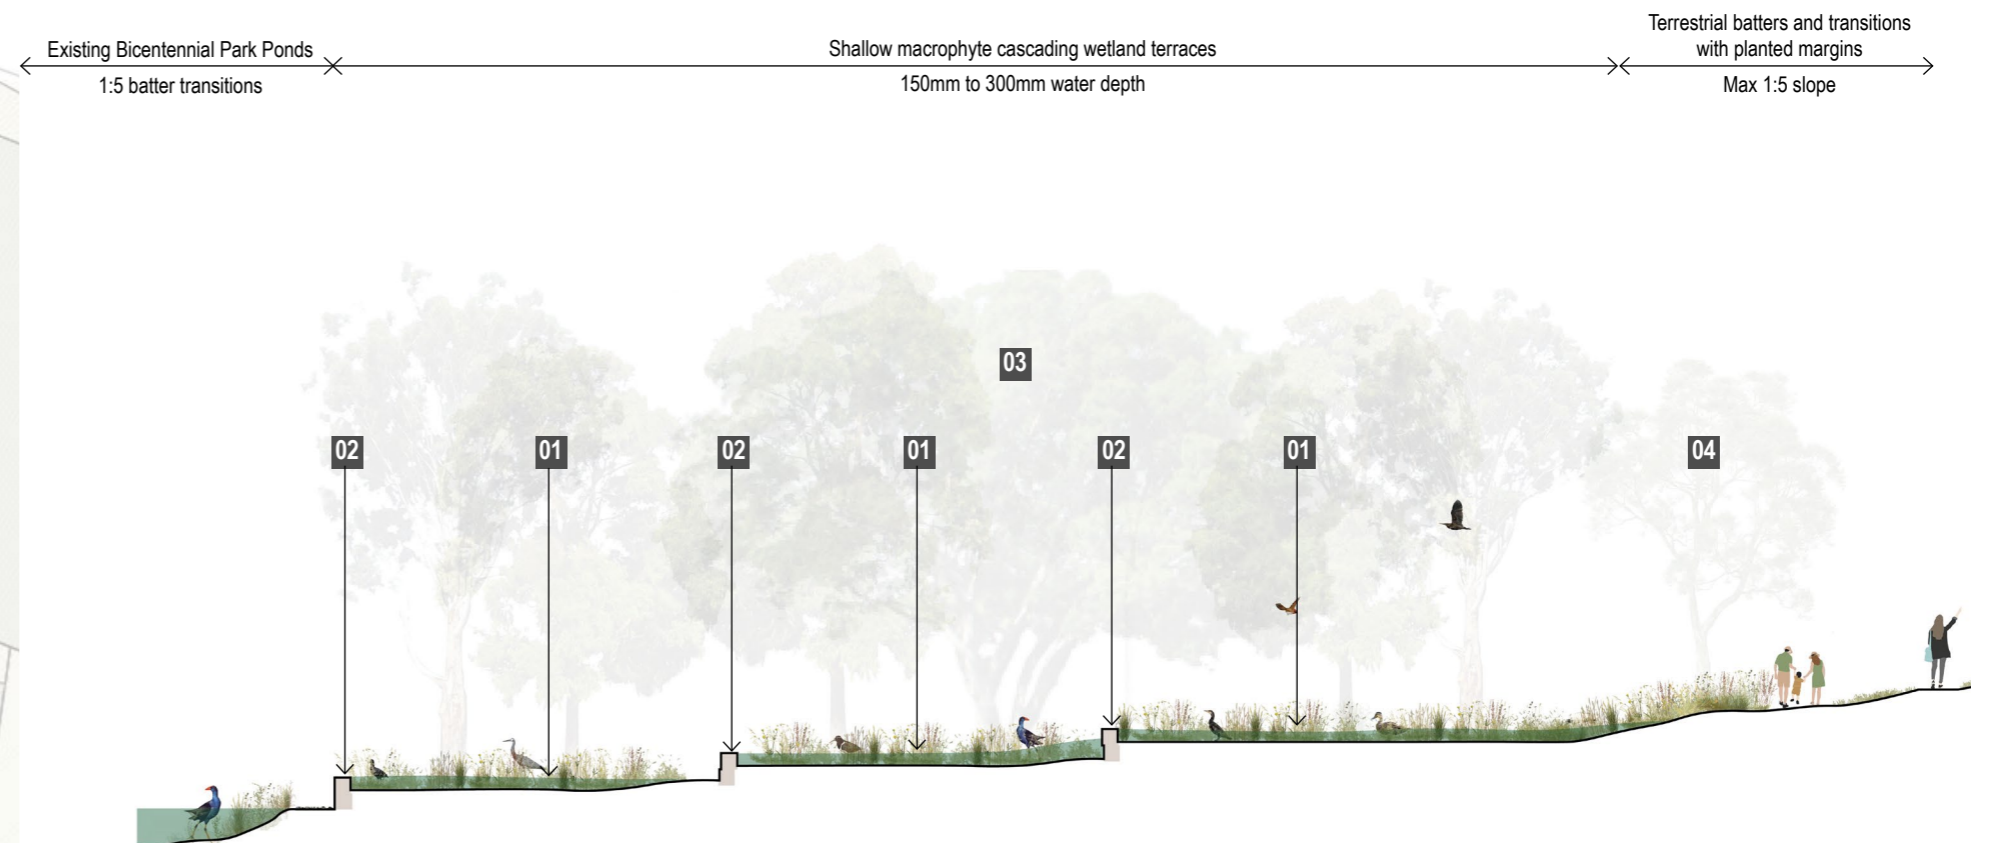 Existing Bicentennial Park Ponds
1:5 batter transitions
Shallow macrophyte cascading wetland terraces
150mm to 300mm water depth
Terrestrial batters and transitions
with planted margins
Max 1:5 slope
03
02
01
02
01
02
01
04